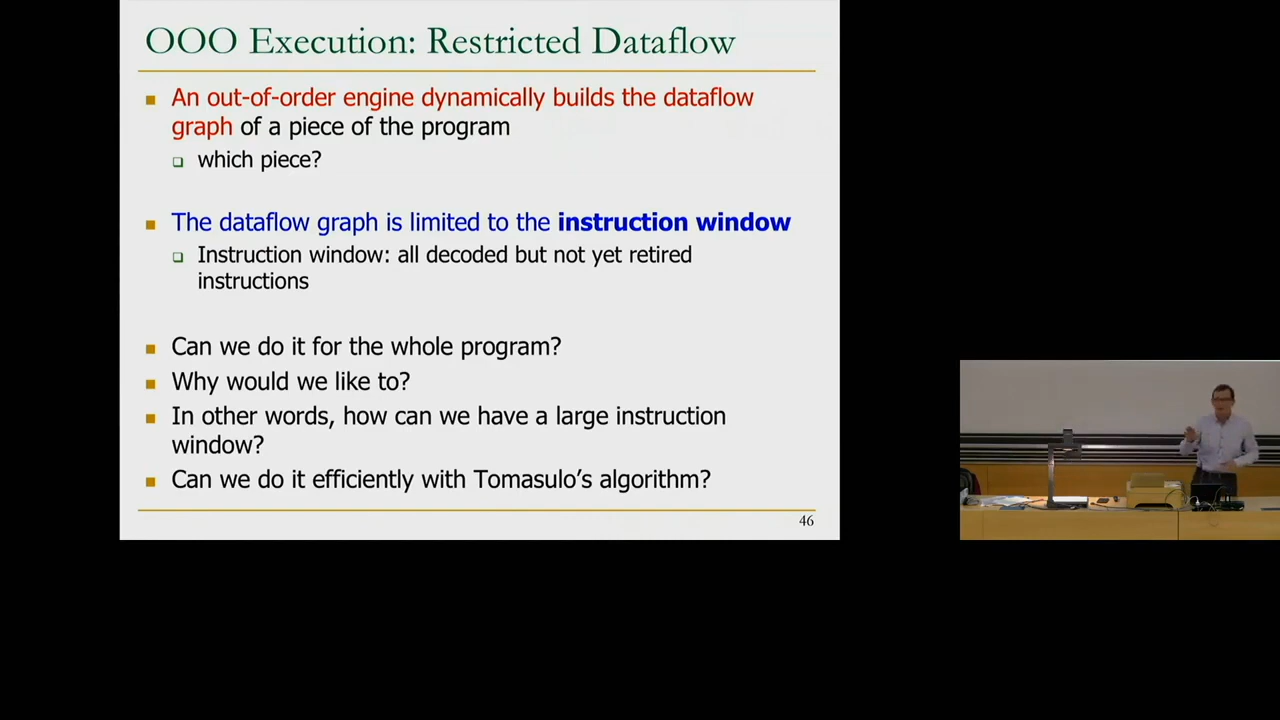 OOO Execution: Restricted Dataflow
An out-of-order engine dynamically builds the dataflow
graph of a piece of the program
which piece?
The dataflow graph is limited to the instruction window
Instruction window: all decoded but not yet retired
instructions
Can we do it for the whole program?
Why would we like to?
In other words, how can we have a large instruction
window?
Can we do it efficiently with Tomasulo's algorithm?
46